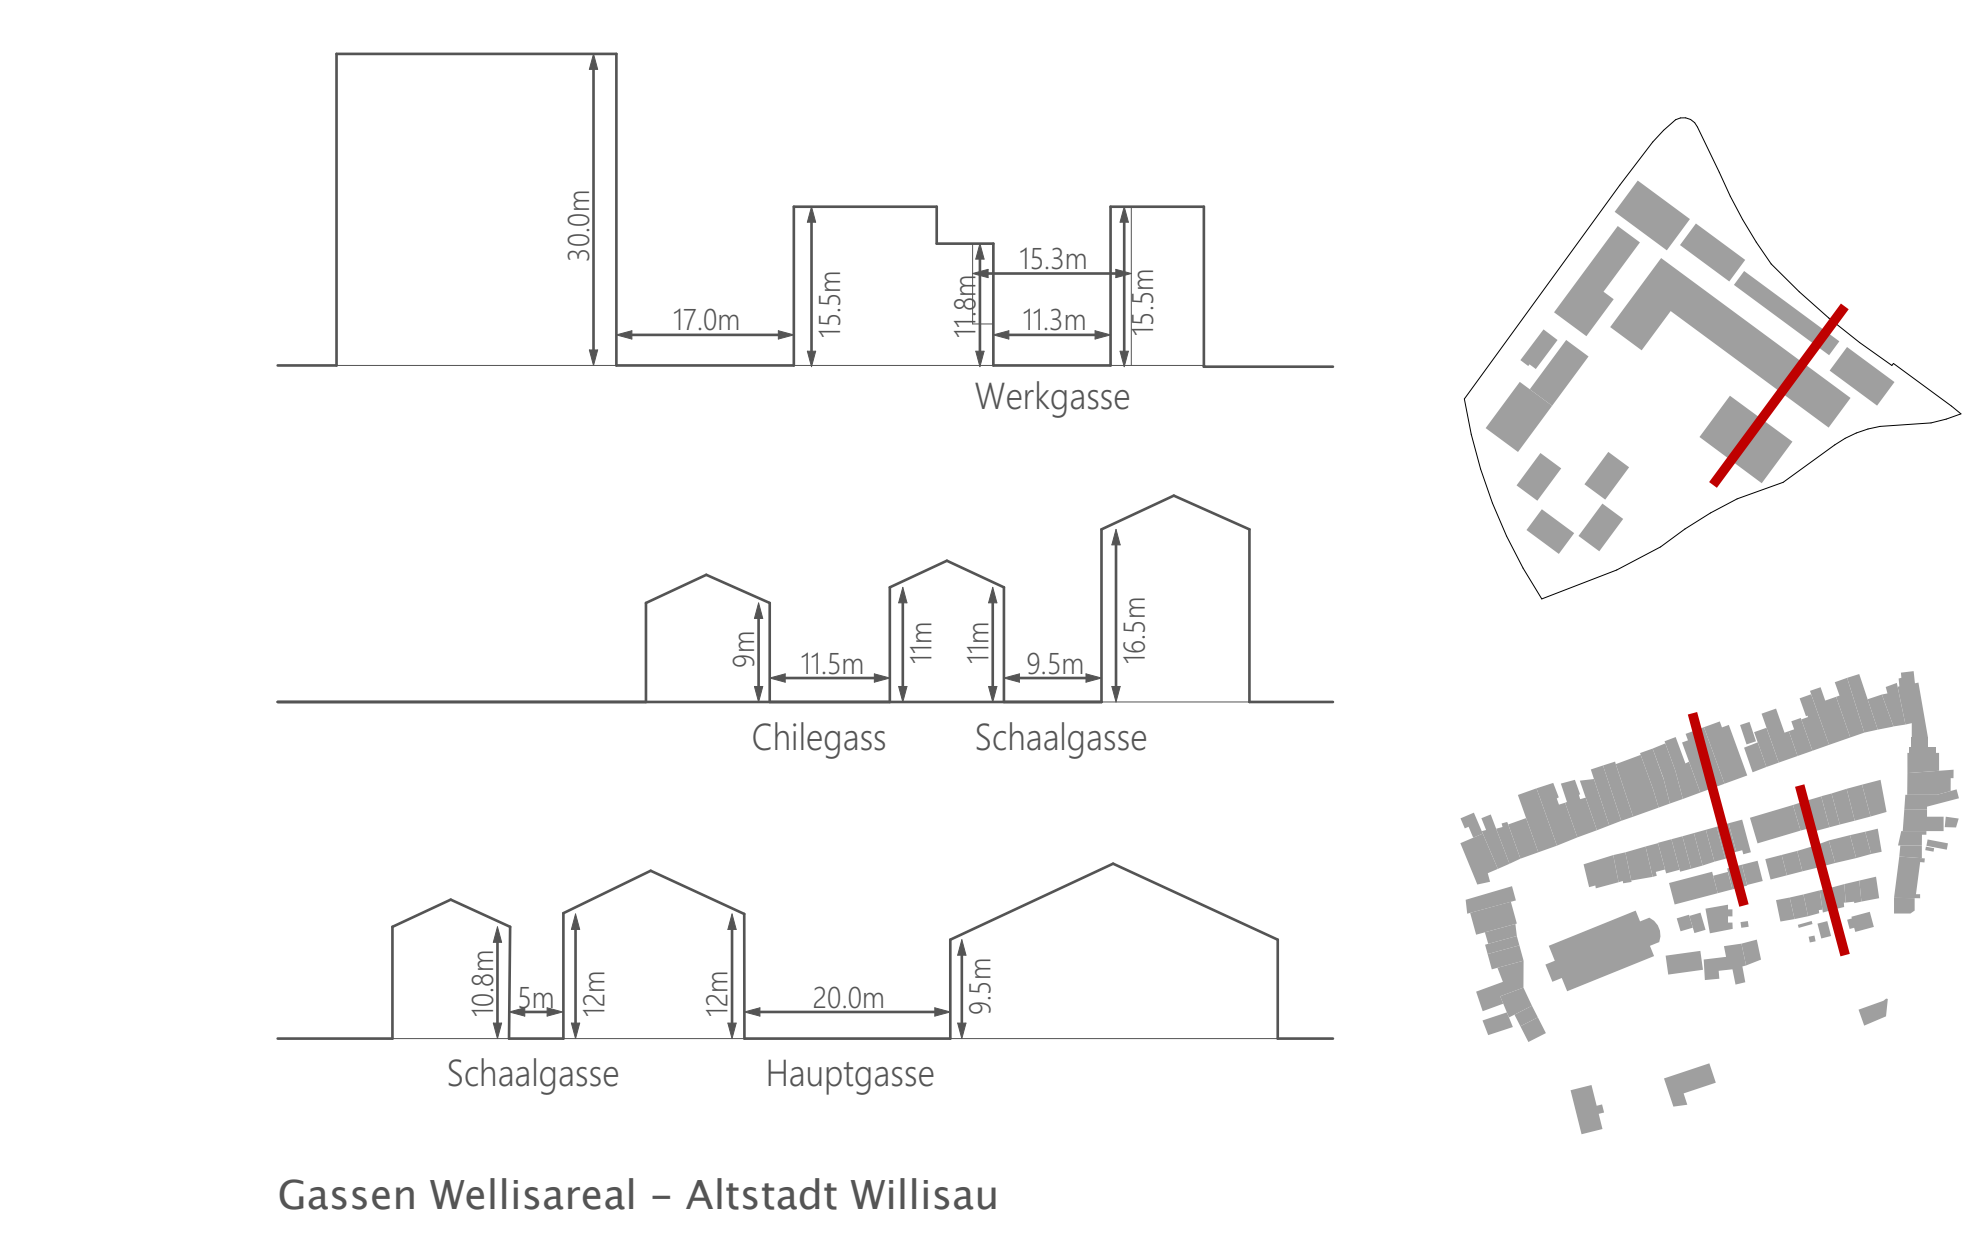 30.0m
17.0m
15.5m
11.8m
15.3m
11.3m
15.5m
Werkgasse
9m
11.5m
11m
11m
9.5m
16.5m
Chilegass
Schaalgasse
10.8m
5m
12m
12m
20.0m
9.5m
Schaalgasse
Hauptgasse
Gassen Wellisareal – Altstadt Willisau